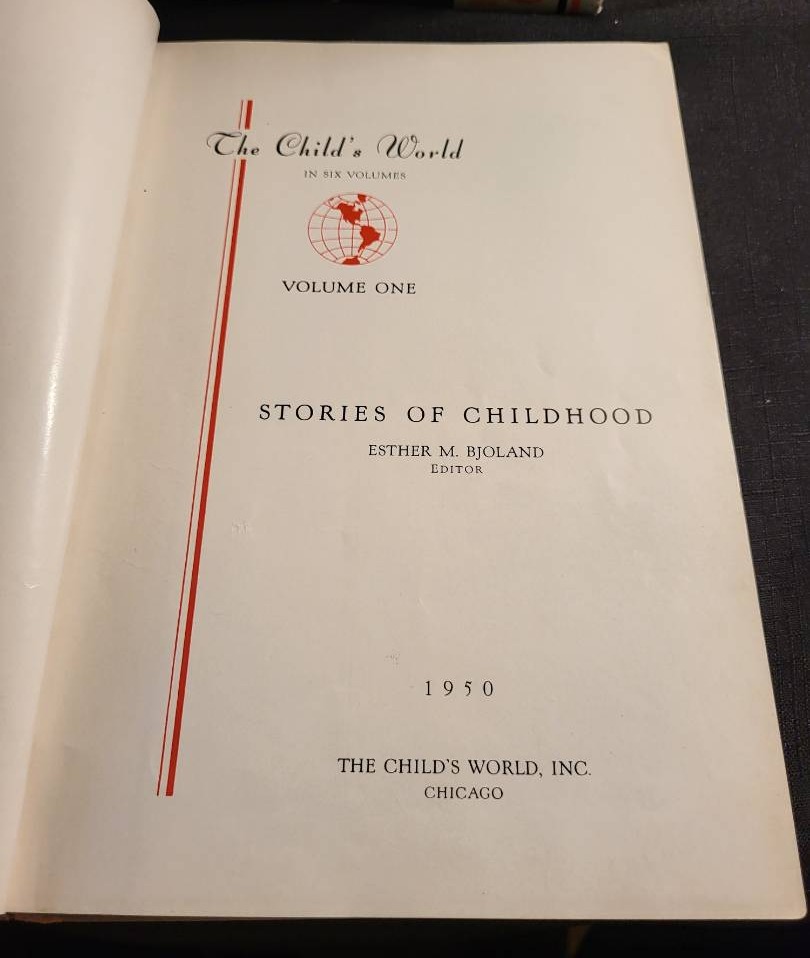 The Child's World
IN SIX VOLUMES
VOLUME ONE
STORIES OF CHILDHOOD
ESTHER M. BJOLAND
EDITOR
1950
THE CHILD'S WORLD, INC.
CHICAGO